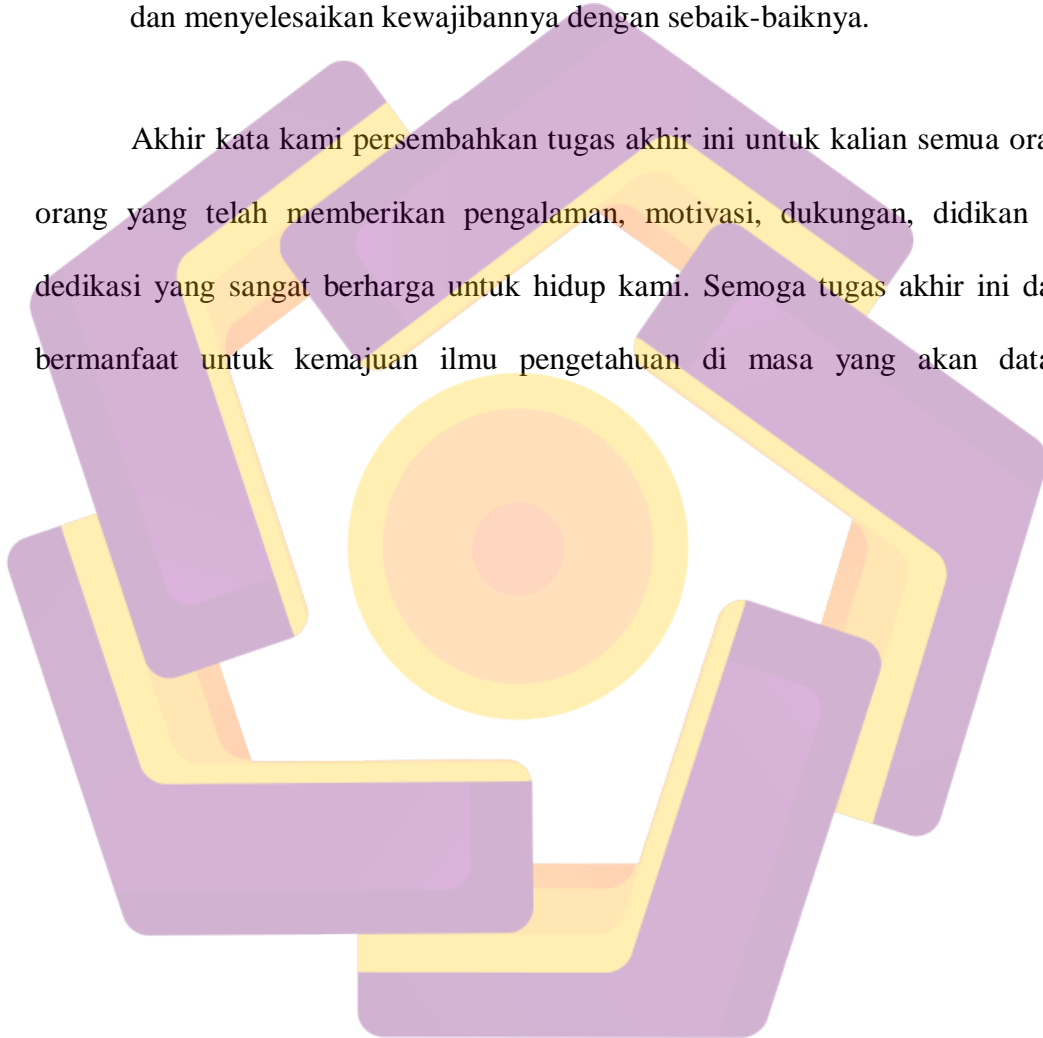 dan menyelesaikan kewajibannya dengan sebaik-baiknya.
Akhir kata kami persembahkan tugas akhir ini untuk kalian semua ora
orang yang telah memberikan pengalaman, motivasi, dukungan, didikan
dedikasi yang sangat berharga untuk hidup kami. Semoga tugas akhir ini da
bermanfaat untuk kemajuan ilmu pengetahuan di masa yang akan data